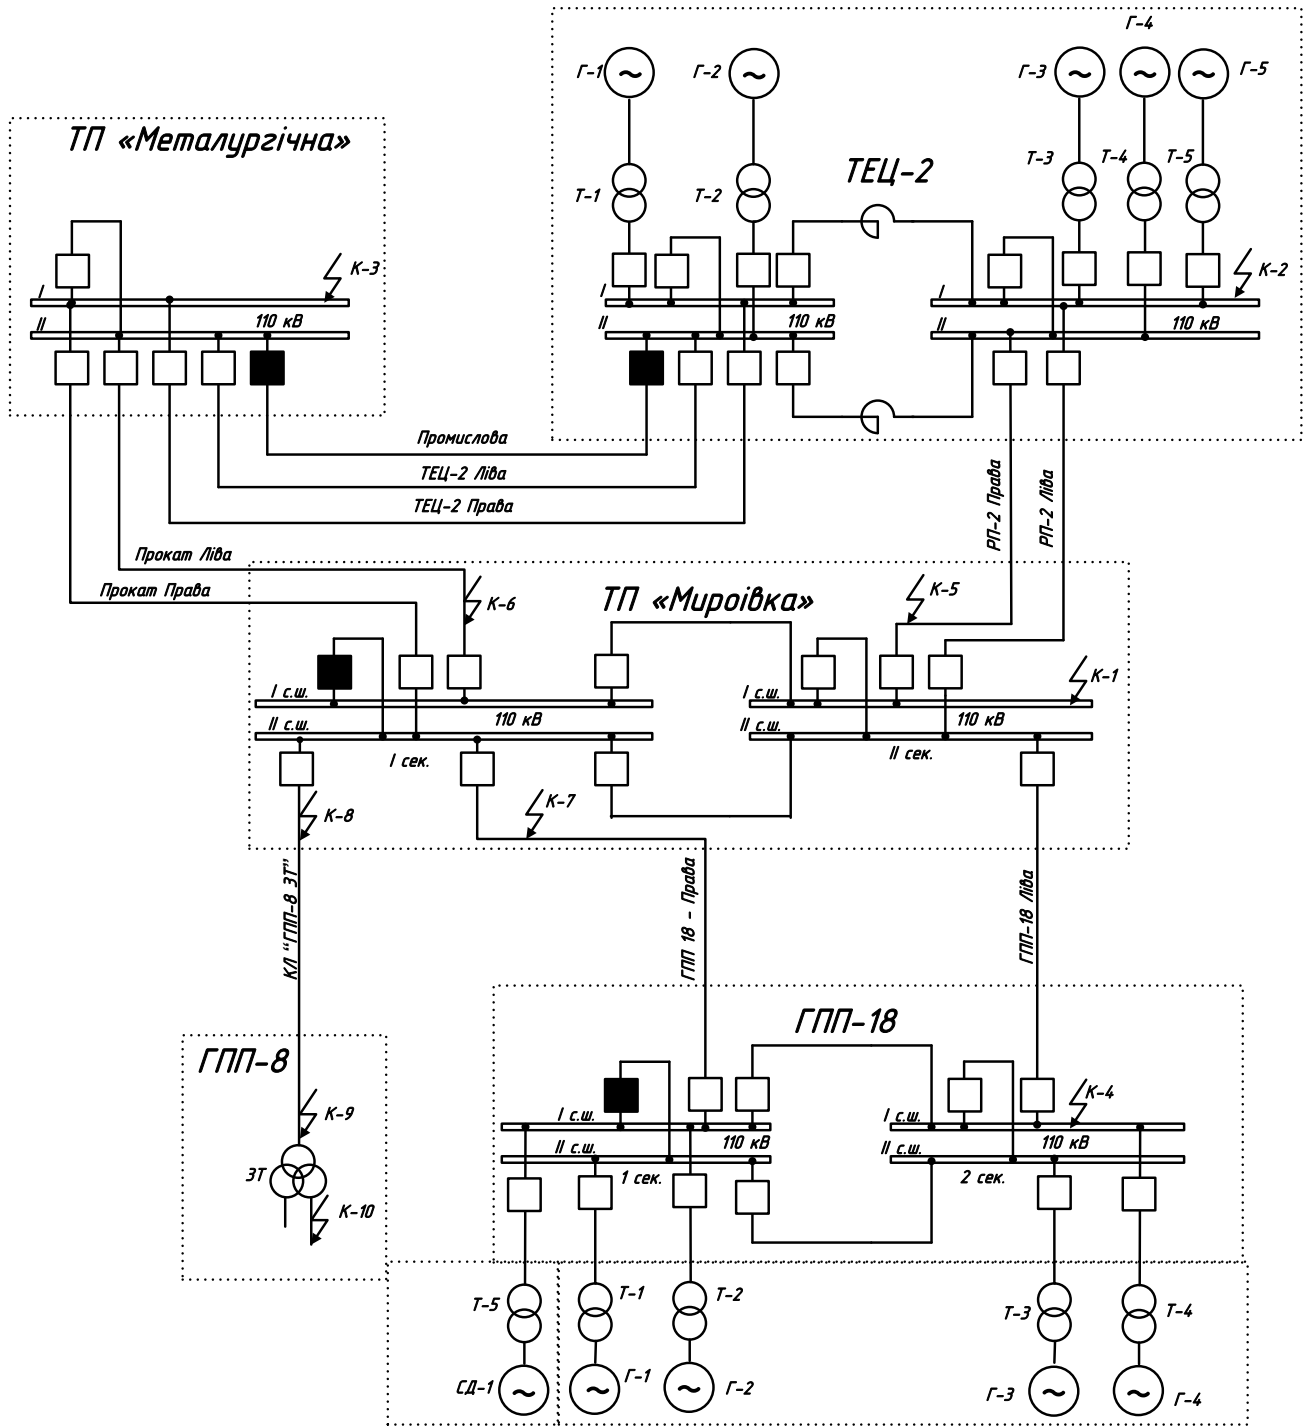 Г-4
Г-1
Г-2
Г-3
Г-5
ТП «Металургічна»
ТЕЦ-2
Т-1
Т-2
Т-3
Т-4
Т-5
К-3
К-2
I
II
110 кВ
I
II
110 кВ
I
II
110 кВ
Промислова
ТЕЦ-2 Ліва
ТЕЦ-2 Права
РП-2 Права
РП-2 Ліва
Прокат Ліва
Прокат Права
ТП «Мироівка»
К-6
К-5
К-1
I с.ш.
II с.ш.
110 кВ
I сек.
I с.ш.
II с.ш.
110 кВ
II сек.
К-8
К-7
КЛ “ГПП-8 3Т”
ГПП 18 - Права
ГПП-18 Ліва
ГПП-8
К-9
3Т
К-10
ГПП-18
К-4
I с.ш.
II с.ш.
110 кВ
1 сек.
I с.ш.
II с.ш.
110 кВ
2 сек.
Т-5
Т-1
Т-2
Т-3
Т-4
СД-1
Г-1
Г-2
Г-3
Г-4